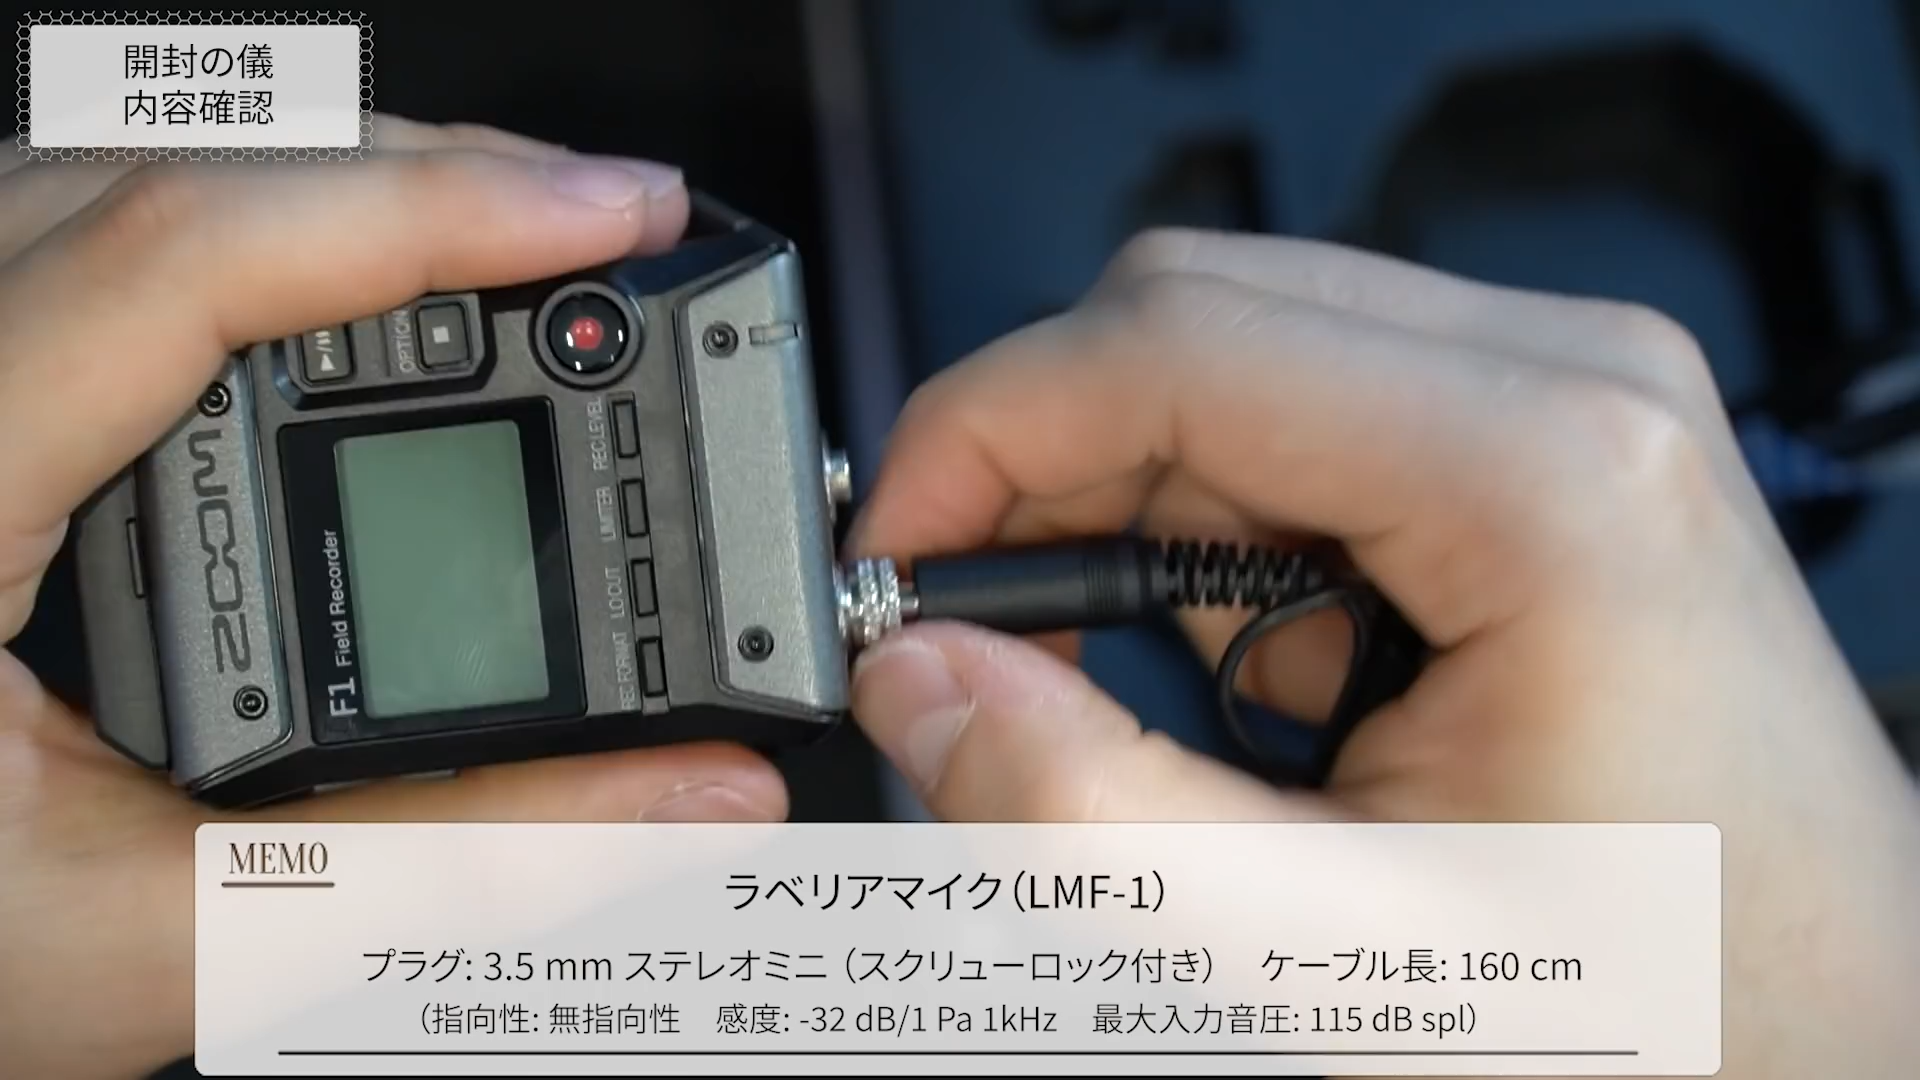 開封の儀
内容確認
▶/II
OPTION
REC LEVEL
LIMITER
LO CUT
REC FORMAT
ZOOM
F1 Field Recorder
MEMO
ラベリアマイク(LMF-1)
プラグ: 3.5 mm ステレオミニ(スクリューロック付き) ケーブル長: 160 cm
(指向性: 無指向性 感度: -32 dB/1 Pa 1kHz 最大入力音圧: 115 dB spl)